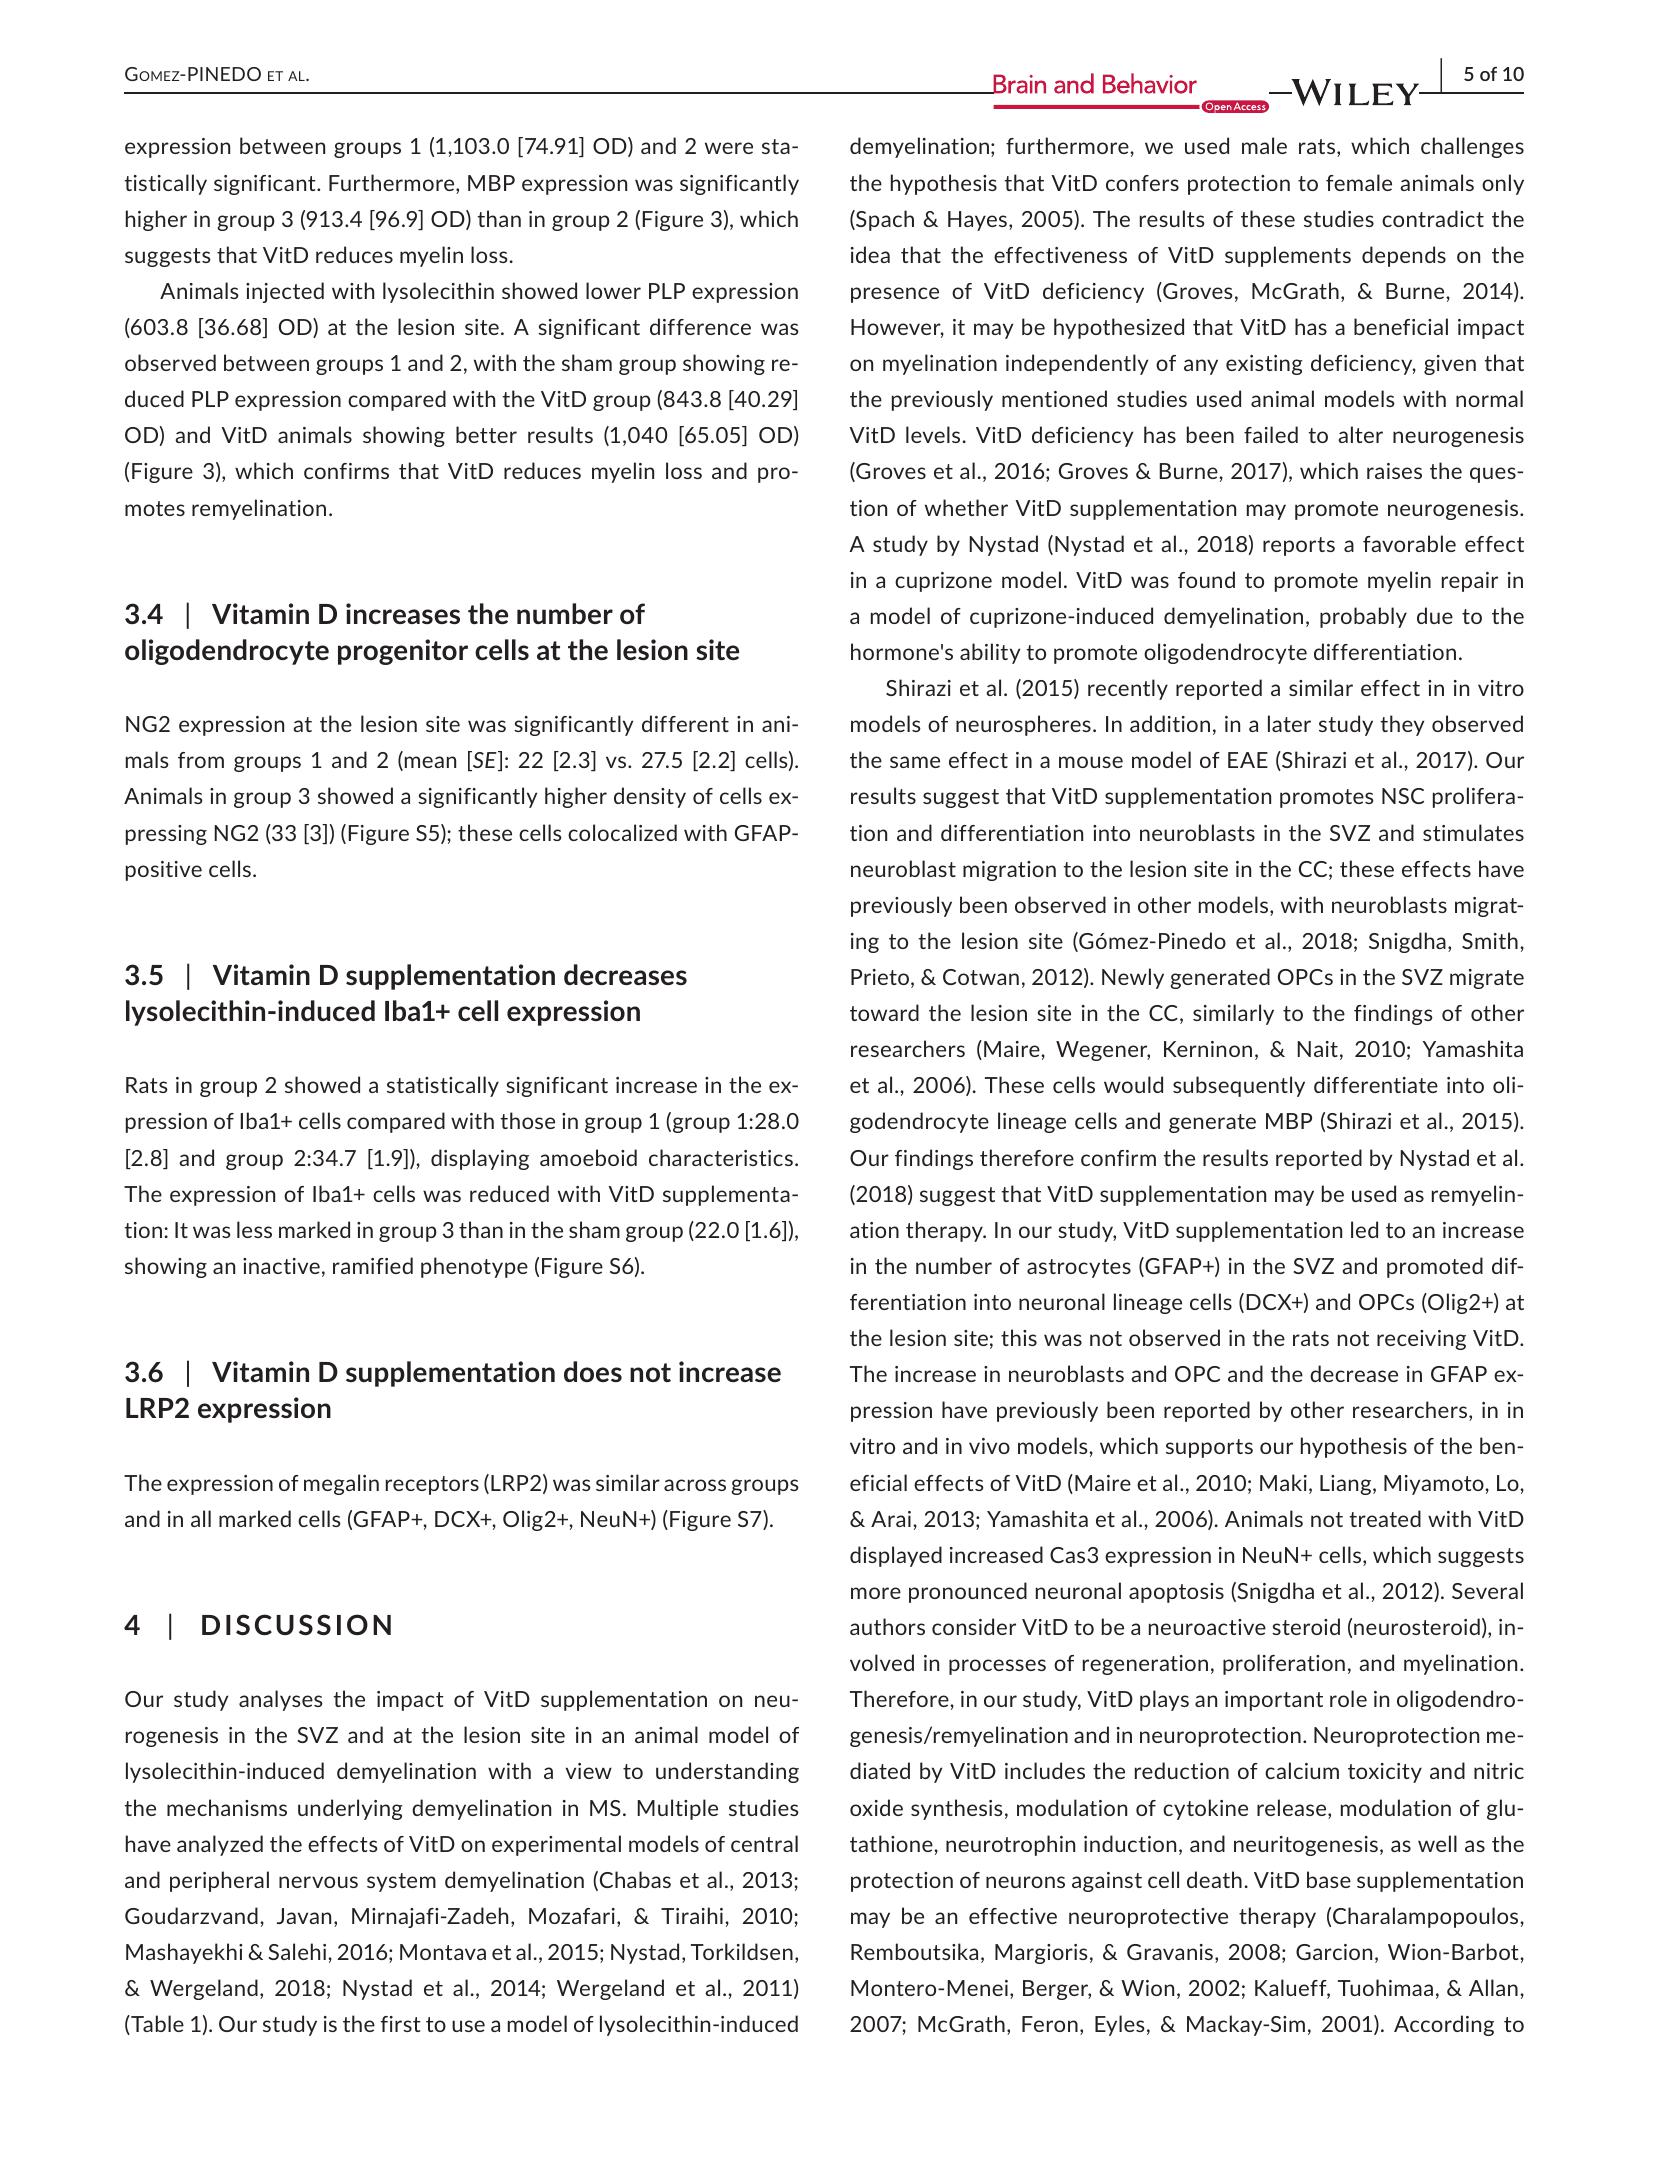 GOMEZ-PINEDO ET AL.
Brain and Behavior
Open Access
WILEY
5 of 10
expression between groups 1 (1,103.0 [74.91] OD) and 2 were sta-
tistically significant. Furthermore, MBP expression was significantly
higher in group 3 (913.4 [96.9] OD) than in group 2 (Figure 3), which
suggests that VitD reduces myelin loss.
Animals injected with lysolecithin showed lower PLP expression
(603.8 [36.68] OD) at the lesion site. A significant difference was
observed between groups 1 and 2, with the sham group showing re-
duced PLP expression compared with the VitD group (843.8 [40.29]
OD) and VitD animals showing better results (1,040 [65.05] OD)
(Figure 3), which confirms that VitD reduces myelin loss and pro-
motes remyelination.
3.4 | Vitamin D increases the number of
oligodendrocyte progenitor cells at the lesion site
NG2 expression at the lesion site was significantly different in ani-
mals from groups 1 and 2 (mean [SE]: 22 [2.3] vs. 27.5 [2.2] cells).
Animals in group 3 showed a significantly higher density of cells ex-
pressing NG2 (33 [3]) (Figure S5); these cells colocalized with GFAP-
positive cells.
3.5 | Vitamin D supplementation decreases
lysolecithin-induced Iba1+ cell expression
Rats in group 2 showed a statistically significant increase in the ex-
pression of Iba1+ cells compared with those in group 1 (group 1:28.0
[2.8] and group 2:34.7 [1.9]), displaying amoeboid characteristics.
The expression of Iba1+ cells was reduced with VitD supplementa-
tion: It was less marked in group 3 than in the sham group (22.0 [1.6]),
showing an inactive, ramified phenotype (Figure S6).
3.6 | Vitamin D supplementation does not increase
LRP2 expression
The expression of megalin receptors (LRP2) was similar across groups
and in all marked cells (GFAP+, DCX+, Olig2+, NeuN+) (Figure S7).
4 | DISCUSSION
Our study analyses the impact of VitD supplementation on neu-
rogenesis in the SVZ and at the lesion site in an animal model of
lysolecithin-induced demyelination with a view to understanding
the mechanisms underlying demyelination in MS. Multiple studies
have analyzed the effects of VitD on experimental models of central
and peripheral nervous system demyelination (Chabas et al., 2013;
Goudarzvand, Javan, Mirnajafi-Zadeh, Mozafari, & Tiraihi, 2010;
Mashayekhi & Salehi, 2016; Montava et al., 2015; Nystad, Torkildsen,
& Wergeland, 2018; Nystad et al., 2014; Wergeland et al., 2011)
(Table 1). Our study is the first to use a model of lysolecithin-induced
demyelination; furthermore, we used male rats, which challenges
the hypothesis that VitD confers protection to female animals only
(Spach & Hayes, 2005). The results of these studies contradict the
idea that the effectiveness of VitD supplements depends on the
presence of VitD deficiency (Groves, McGrath, & Burne, 2014).
However, it may be hypothesized that VitD has a beneficial impact
on myelination independently of any existing deficiency, given that
the previously mentioned studies used animal models with normal
VitD levels. VitD deficiency has been failed to alter neurogenesis
(Groves et al., 2016; Groves & Burne, 2017), which raises the ques-
tion of whether VitD supplementation may promote neurogenesis.
A study by Nystad (Nystad et al., 2018) reports a favorable effect
in a cuprizone model. VitD was found to promote myelin repair in
a model of cuprizone-induced demyelination, probably due to the
hormone's ability to promote oligodendrocyte differentiation.
Shirazi et al. (2015) recently reported a similar effect in in vitro
models of neurospheres. In addition, in a later study they observed
the same effect in a mouse model of EAE (Shirazi et al., 2017). Our
results suggest that VitD supplementation promotes NSC prolifera-
tion and differentiation into neuroblasts in the SVZ and stimulates
neuroblast migration to the lesion site in the CC; these effects have
previously been observed in other models, with neuroblasts migrat-
ing to the lesion site (Gómez-Pinedo et al., 2018; Snigdha, Smith,
Prieto, & Cotwan, 2012). Newly generated OPCs in the SVZ migrate
toward the lesion site in the CC, similarly to the findings of other
researchers (Maire, Wegener, Kerninon, & Nait, 2010; Yamashita
et al., 2006). These cells would subsequently differentiate into oli-
godendrocyte lineage cells and generate MBP (Shirazi et al., 2015).
Our findings therefore confirm the results reported by Nystad et al.
(2018) suggest that VitD supplementation may be used as remyelin-
ation therapy. In our study, VitD supplementation led to an increase
in the number of astrocytes (GFAP+) in the SVZ and promoted dif-
ferentiation into neuronal lineage cells (DCX+) and OPCs (Olig2+) at
the lesion site; this was not observed in the rats not receiving VitD.
The increase in neuroblasts and OPC and the decrease in GFAP ex-
pression have previously been reported by other researchers, in in
vitro and in vivo models, which supports our hypothesis of the ben-
eficial effects of VitD (Maire et al., 2010; Maki, Liang, Miyamoto, Lo,
& Arai, 2013; Yamashita et al., 2006). Animals not treated with VitD
displayed increased Cas3 expression in NeuN+ cells, which suggests
more pronounced neuronal apoptosis (Snigdha et al., 2012). Several
authors consider VitD to be a neuroactive steroid (neurosteroid), in-
volved in processes of regeneration, proliferation, and myelination.
Therefore, in our study, VitD plays an important role in oligodendro-
genesis/remyelination and in neuroprotection. Neuroprotection me-
diated by VitD includes the reduction of calcium toxicity and nitric
oxide synthesis, modulation of cytokine release, modulation of glu-
tathione, neurotrophin induction, and neuritogenesis, as well as the
protection of neurons against cell death. VitD base supplementation
may be an effective neuroprotective therapy (Charalampopoulos,
Remboutsika, Margioris, & Gravanis, 2008; Garcion, Wion-Barbot,
Montero-Menei, Berger, & Wion, 2002; Kalueff, Tuohimaa, & Allan,
2007; McGrath, Feron, Eyles, & Mackay-Sim, 2001). According to